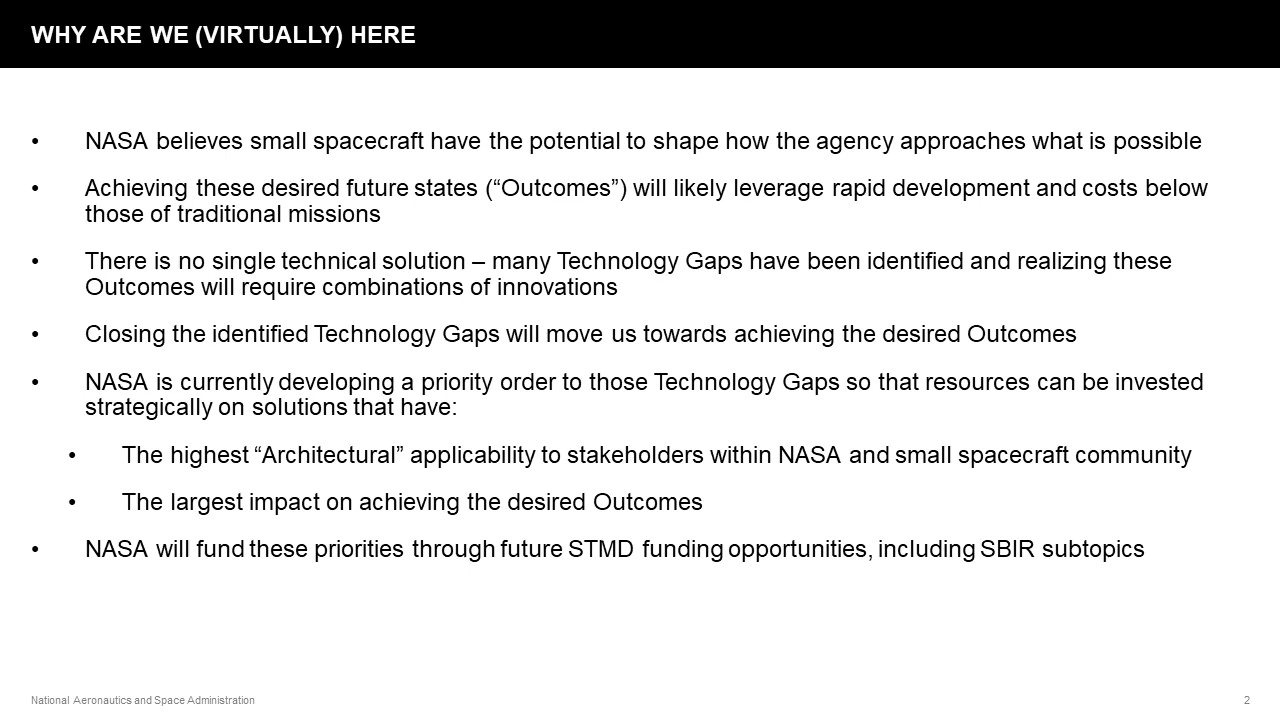 WHY ARE WE (VIRTUALLY) HERE
• NASA believes small spacecraft have the potential to shape how the agency approaches what is possible
• Achieving these desired future states (“Outcomes”) will likely leverage rapid development and costs below
those of traditional missions
• There is no single technical solution – many Technology Gaps have been identified and realizing these
Outcomes will require combinations of innovations
• Closing the identified Technology Gaps will move us towards achieving the desired Outcomes
• NASA is currently developing a priority order to those Technology Gaps so that resources can be invested
strategically on solutions that have:
• The highest “Architectural” applicability to stakeholders within NASA and small spacecraft community
• The largest impact on achieving the desired Outcomes
• NASA will fund these priorities through future STMD funding opportunities, including SBIR subtopics
National Aeronautics and Space Administration
2